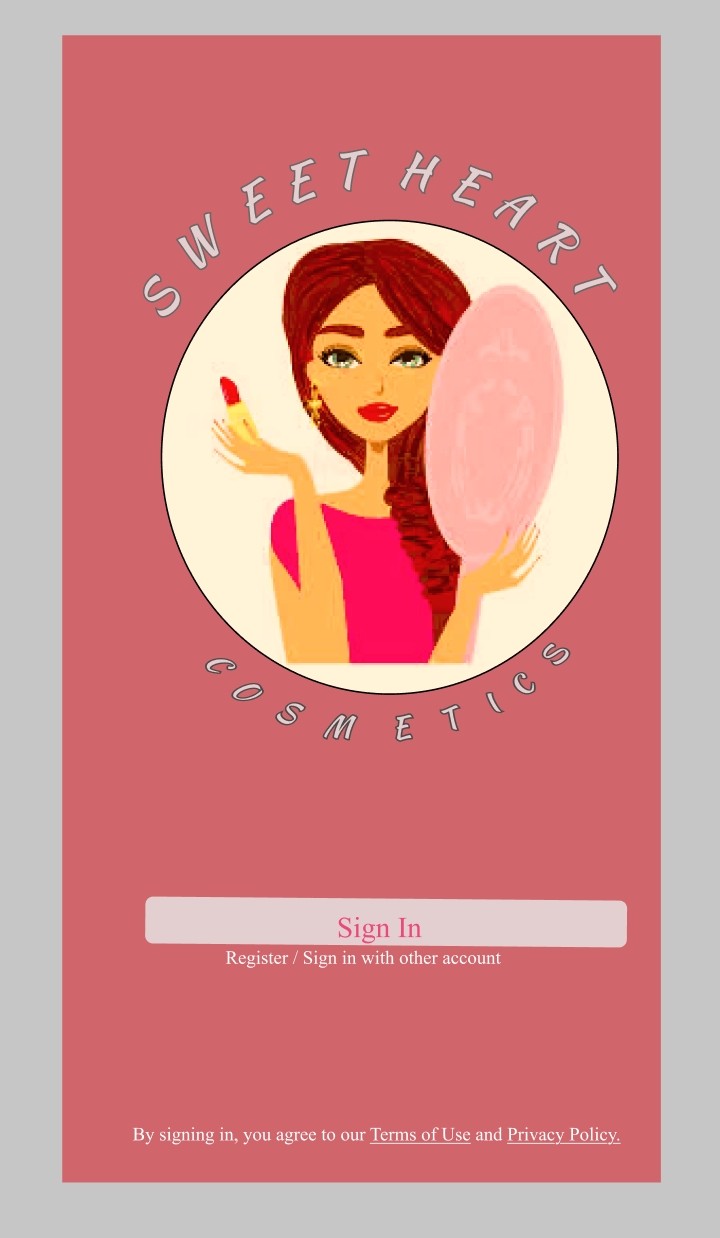 SWEET HEART
COSMETICS
Sign In
Register / Sign in with other account
By signing in, you agree to our Terms of Use and Privacy Policy.